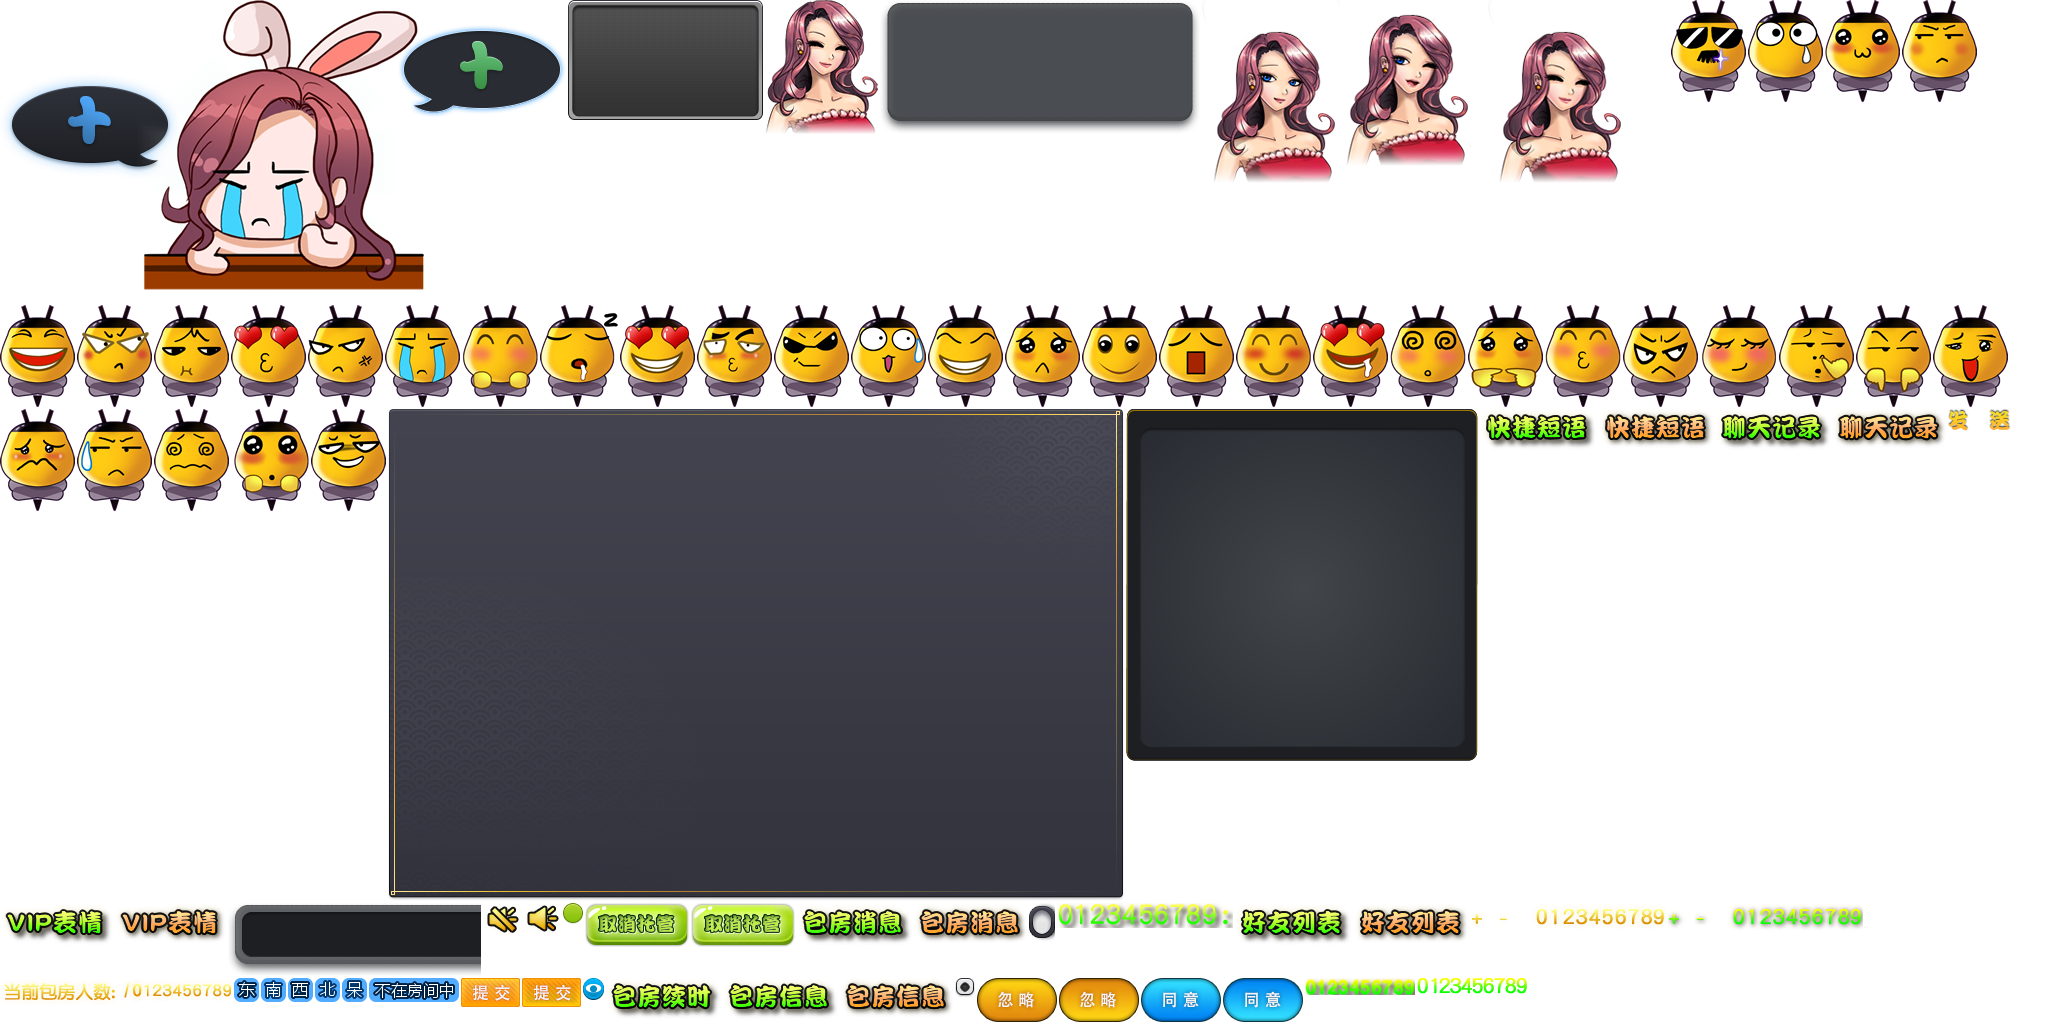 z
快捷短语 快捷短语 聊天记录 聊天记录 发 送
VIP表情 VIP表情 取消托管 取消托管 包房消息 包房消息 0123456789: 好友列表 好友列表 + - 0123456789 + - 0123456789
当前包房人数: /0123456789 东 南 西 北 呆 不在房间中 提交 提交 包房续时 包房信息 包房信息 忽略 忽略 同意 同意 0123456789 0123456789